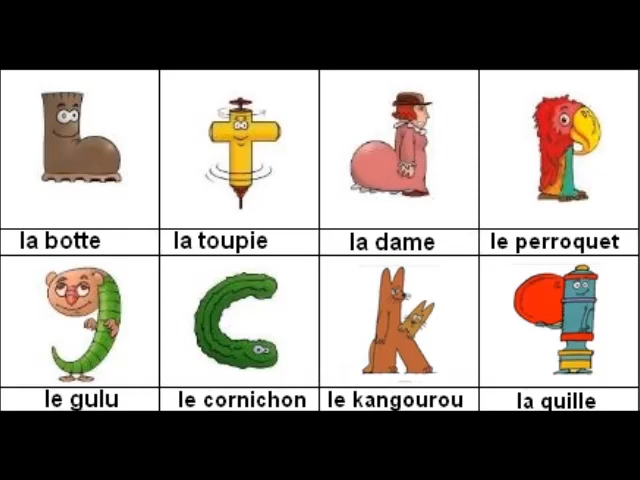 la botte
la toupie
la dame
le perroquet
le gulu
le cornichon
le kangourou
la quille